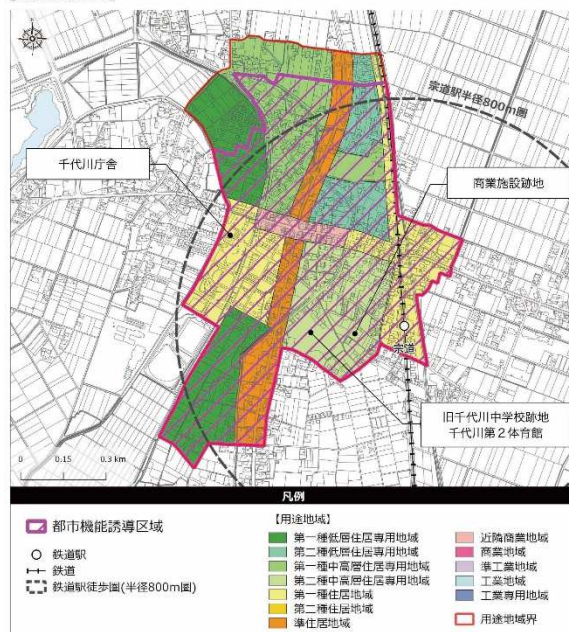 宗道駅半径800m圏
千代川庁舎
商業施設跡地
宗道
旧千代川中学校跡地
千代川第2体育館
0 0.15 0.3 km
凡例
都市機能誘導区域
鉄道駅
鉄道
鉄道駅徒歩圏(半径800m圏)
【用途地域】
第一種低層住居専用地域
第二種低層住居専用地域
第一種中高層住居専用地域
第二種中高層住居専用地域
第一種住居地域
第二種住居地域
準住居地域
近隣商業地域
商業地域
準工業地域
工業地域
工業専用地域
用途地域界